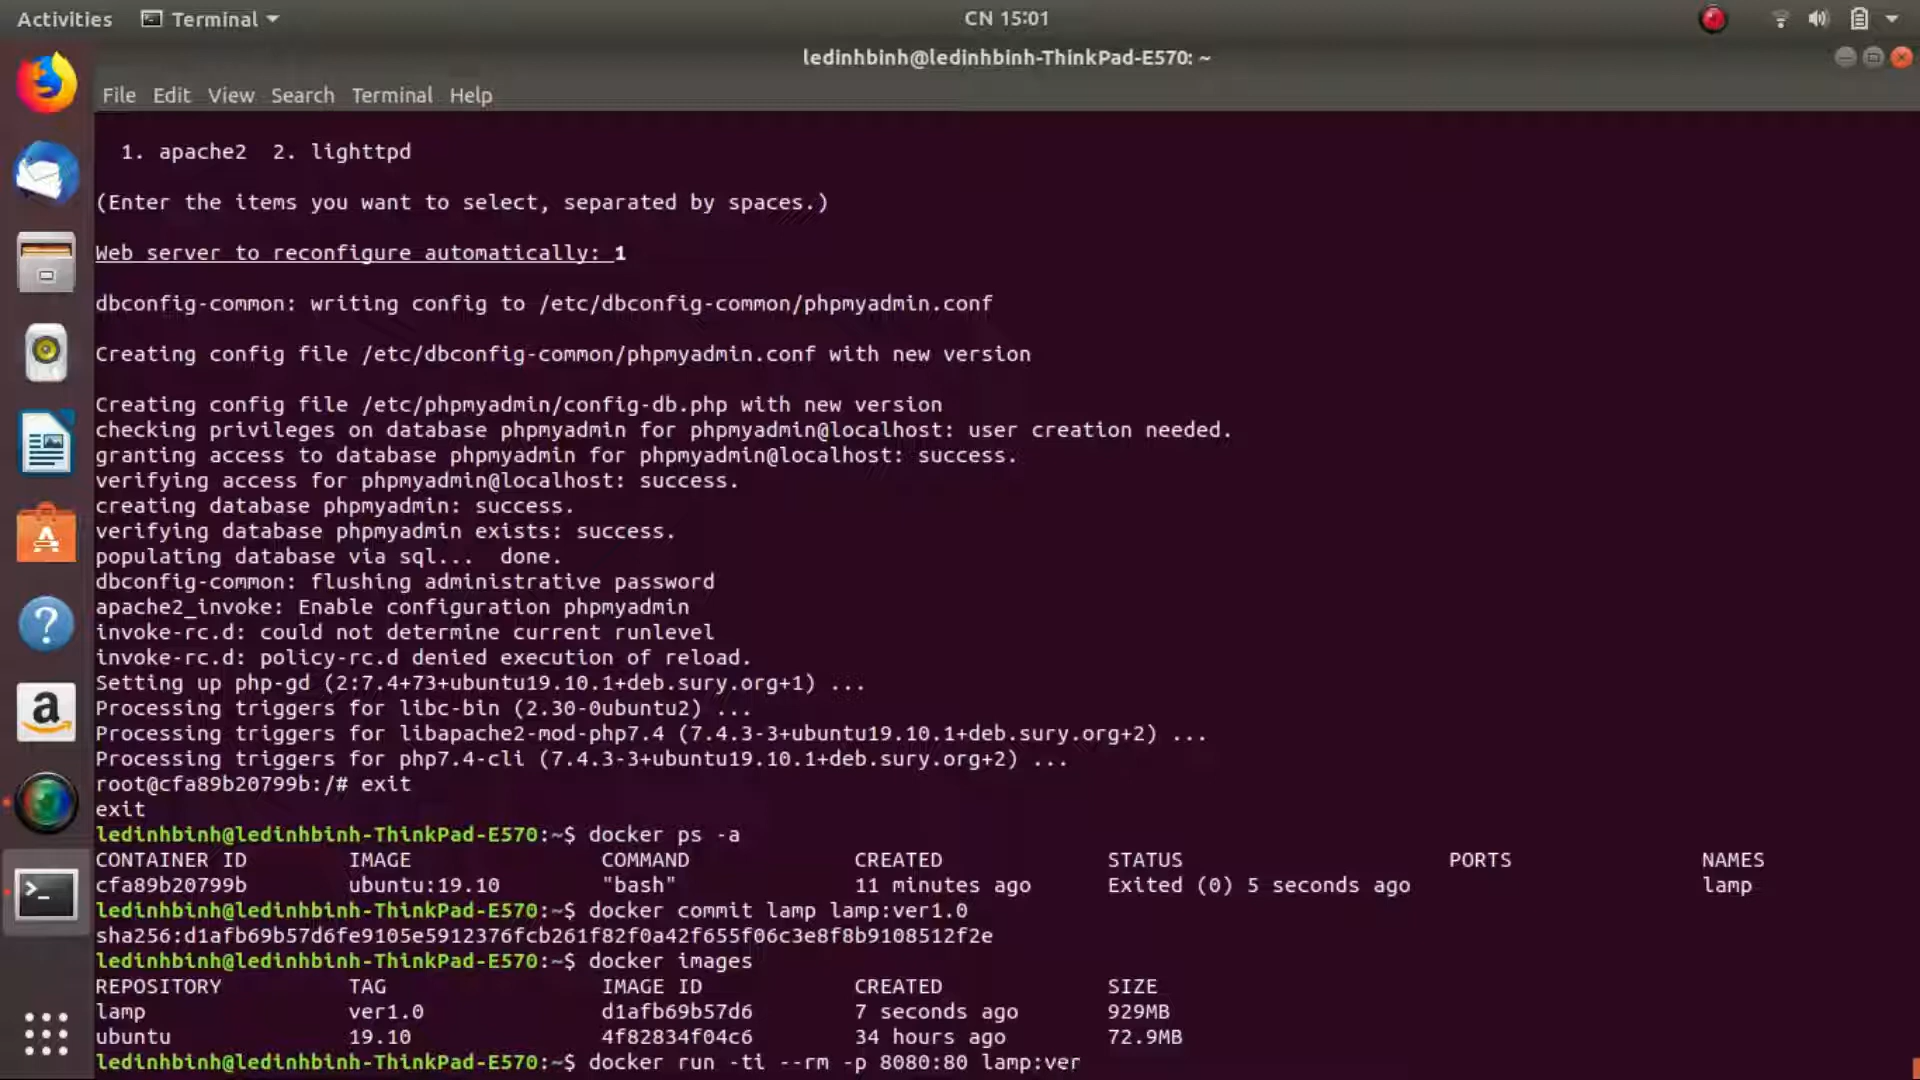 Activities Terminal CN 15:01
ledinhbinh@ledinhbinh-ThinkPad-E570: ~
File Edit View Search Terminal Help
1. apache2 2. lighttpd
(Enter the items you want to select, separated by spaces.)
Web server to reconfigure automatically: 1
dbconfig-common: writing config to /etc/dbconfig-common/phpmyadmin.conf
Creating config file /etc/dbconfig-common/phpmyadmin.conf with new version
Creating config file /etc/phpmyadmin/config-db.php with new version
checking privileges on database phpmyadmin for phpmyadmin@localhost: user creation needed.
granting access to database phpmyadmin for phpmyadmin@localhost: success.
verifying access for phpmyadmin@localhost: success.
creating database phpmyadmin: success.
verifying database phpmyadmin exists: success.
populating database via sql... done.
dbconfig-common: flushing administrative password
apache2_invoke: Enable configuration phpmyadmin
invoke-rc.d: could not determine current runlevel
invoke-rc.d: policy-rc.d denied execution of reload.
Setting up php-gd (2:7.4+73+ubuntu19.10.1+deb.sury.org+1) ...
Processing triggers for libc-bin (2.30-0ubuntu2) ...
Processing triggers for libapache2-mod-php7.4 (7.4.3-3+ubuntu19.10.1+deb.sury.org+2) ...
Processing triggers for php7.4-cli (7.4.3-3+ubuntu19.10.1+deb.sury.org+2) ...
root@cfa89b20799b:/# exit
exit
ledinhbinh@ledinhbinh-ThinkPad-E570:~$ docker ps -a
CONTAINER ID IMAGE COMMAND CREATED STATUS PORTS NAMES
cfa89b20799b ubuntu:19.10 "bash" 11 minutes ago Exited (0) 5 seconds ago lamp
ledinhbinh@ledinhbinh-ThinkPad-E570:~$ docker commit lamp lamp:ver1.0
sha256:d1afb69b57d6fe9105e5912376fcb261f82f0a42f655f06c3e8f8b9108512f2e
ledinhbinh@ledinhbinh-ThinkPad-E570:~$ docker images
REPOSITORY TAG IMAGE ID CREATED SIZE
lamp ver1.0 d1afb69b57d6 7 seconds ago 929MB
ubuntu 19.10 4f82834f04c6 34 hours ago 72.9MB
ledinhbinh@ledinhbinh-ThinkPad-E570:~$ docker run -ti --rm -p 8080:80 lamp:ver